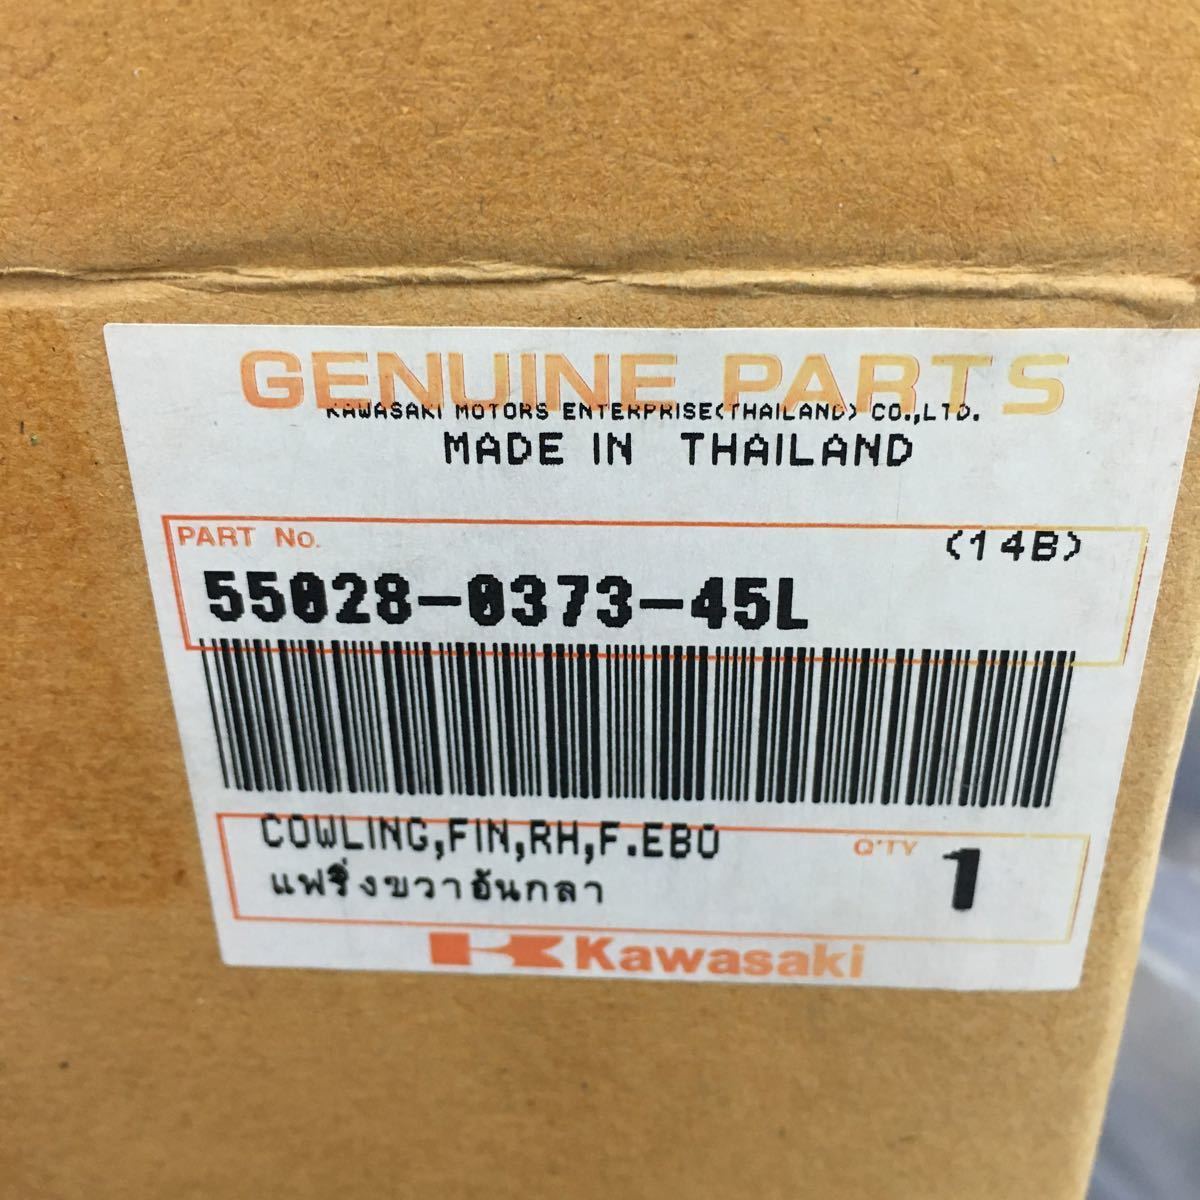 GENUINE PARTS
KAWASAKI MOTORS ENTERPRISE(THAILAND) CO.,LTD.
MADE IN THAILAND
PART No.
(14B)
55028-0373-45L
COWLING,FIN,RH,F.EBO
Q'TY
1
แฟริ่งขวาอันกลา
Kawasaki